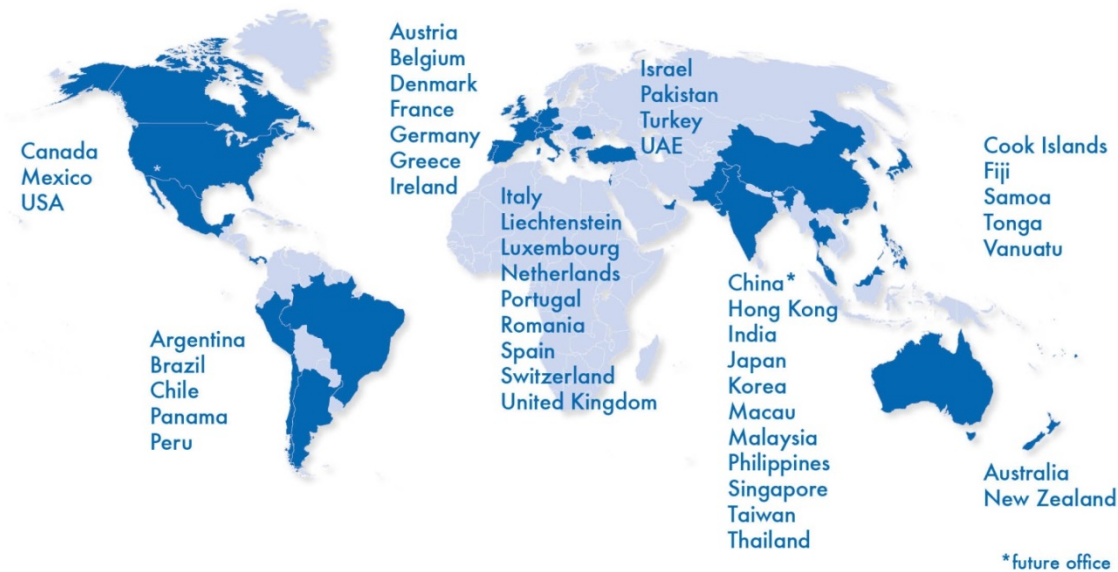 Canada
Mexico
USA
Argentina
Brazil
Chile
Panama
Peru
Austria
Belgium
Denmark
France
Germany
Greece
Ireland
Italy
Liechtenstein
Luxembourg
Netherlands
Portugal
Romania
Spain
Switzerland
United Kingdom
Israel
Pakistan
Turkey
UAE
China*
Hong Kong
India
Japan
Korea
Macau
Malaysia
Philippines
Singapore
Taiwan
Thailand
Cook Islands
Fiji
Samoa
Tonga
Vanuatu
Australia
New Zealand
*future office